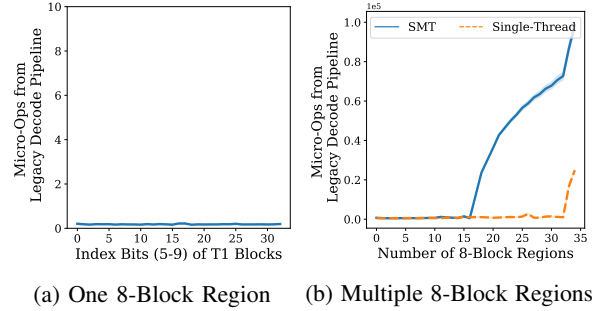 10
8
6
4
2
0
0 5 10 15 20 25 30
Micro-Ops from
Legacy Decode Pipeline
Index Bits (5-9) of T1 Blocks
(a) One 8-Block Region
1e5
SMT Single-Thread
1.0
0.8
0.6
0.4
0.2
0.0
0 5 10 15 20 25 30 35
Micro-Ops from
Legacy Decode Pipeline
Number of 8-Block Regions
(b) Multiple 8-Block Regions